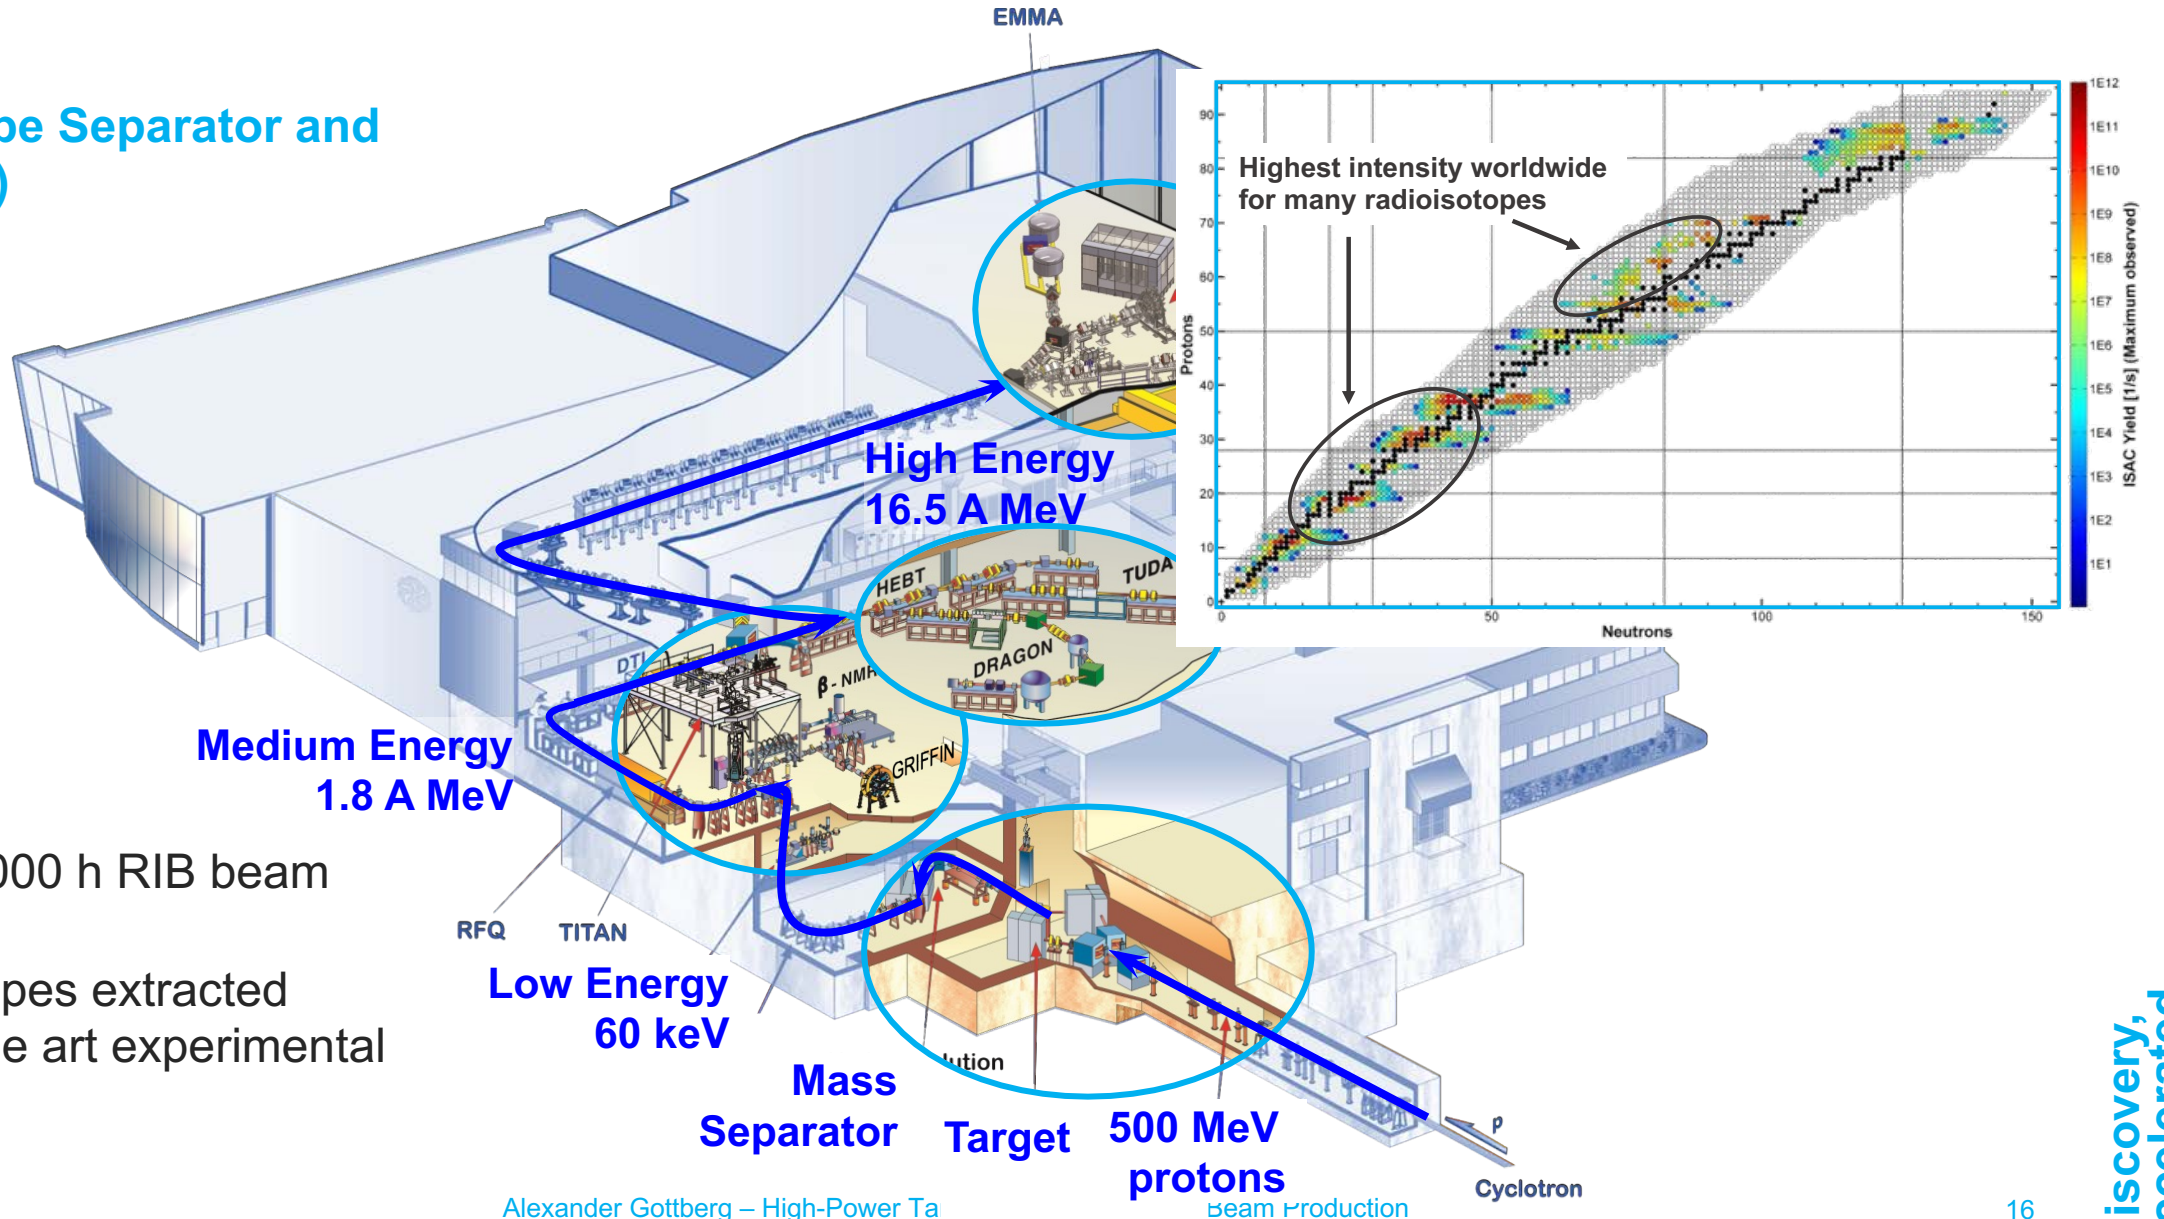 EMMA
pe Separator and
)
Highest intensity worldwide
for many radioisotopes
Protons
90
80
70
60
50
40
30
20
10
0
0
50
100
150
Neutrons
1E12
1E11
1E10
1E9
1E8
1E7
1E6
1E5
1E4
1E3
1E2
1E1
ISAC Yield [1/s] (Maximum observed)
High Energy
16.5 A MeV
HEBT
TUDA
DRAGON
DTL
β - NMR
GRIFFIN
Medium Energy
1.8 A MeV
000 h RIB beam
RFQ
TITAN
Low Energy
60 keV
pes extracted
e art experimental
lution
Mass
Separator
Target
500 MeV
protons
p
Cyclotron
iscovery,
accelerated
Alexander Gottberg – High-Power Ta
Beam Production
16